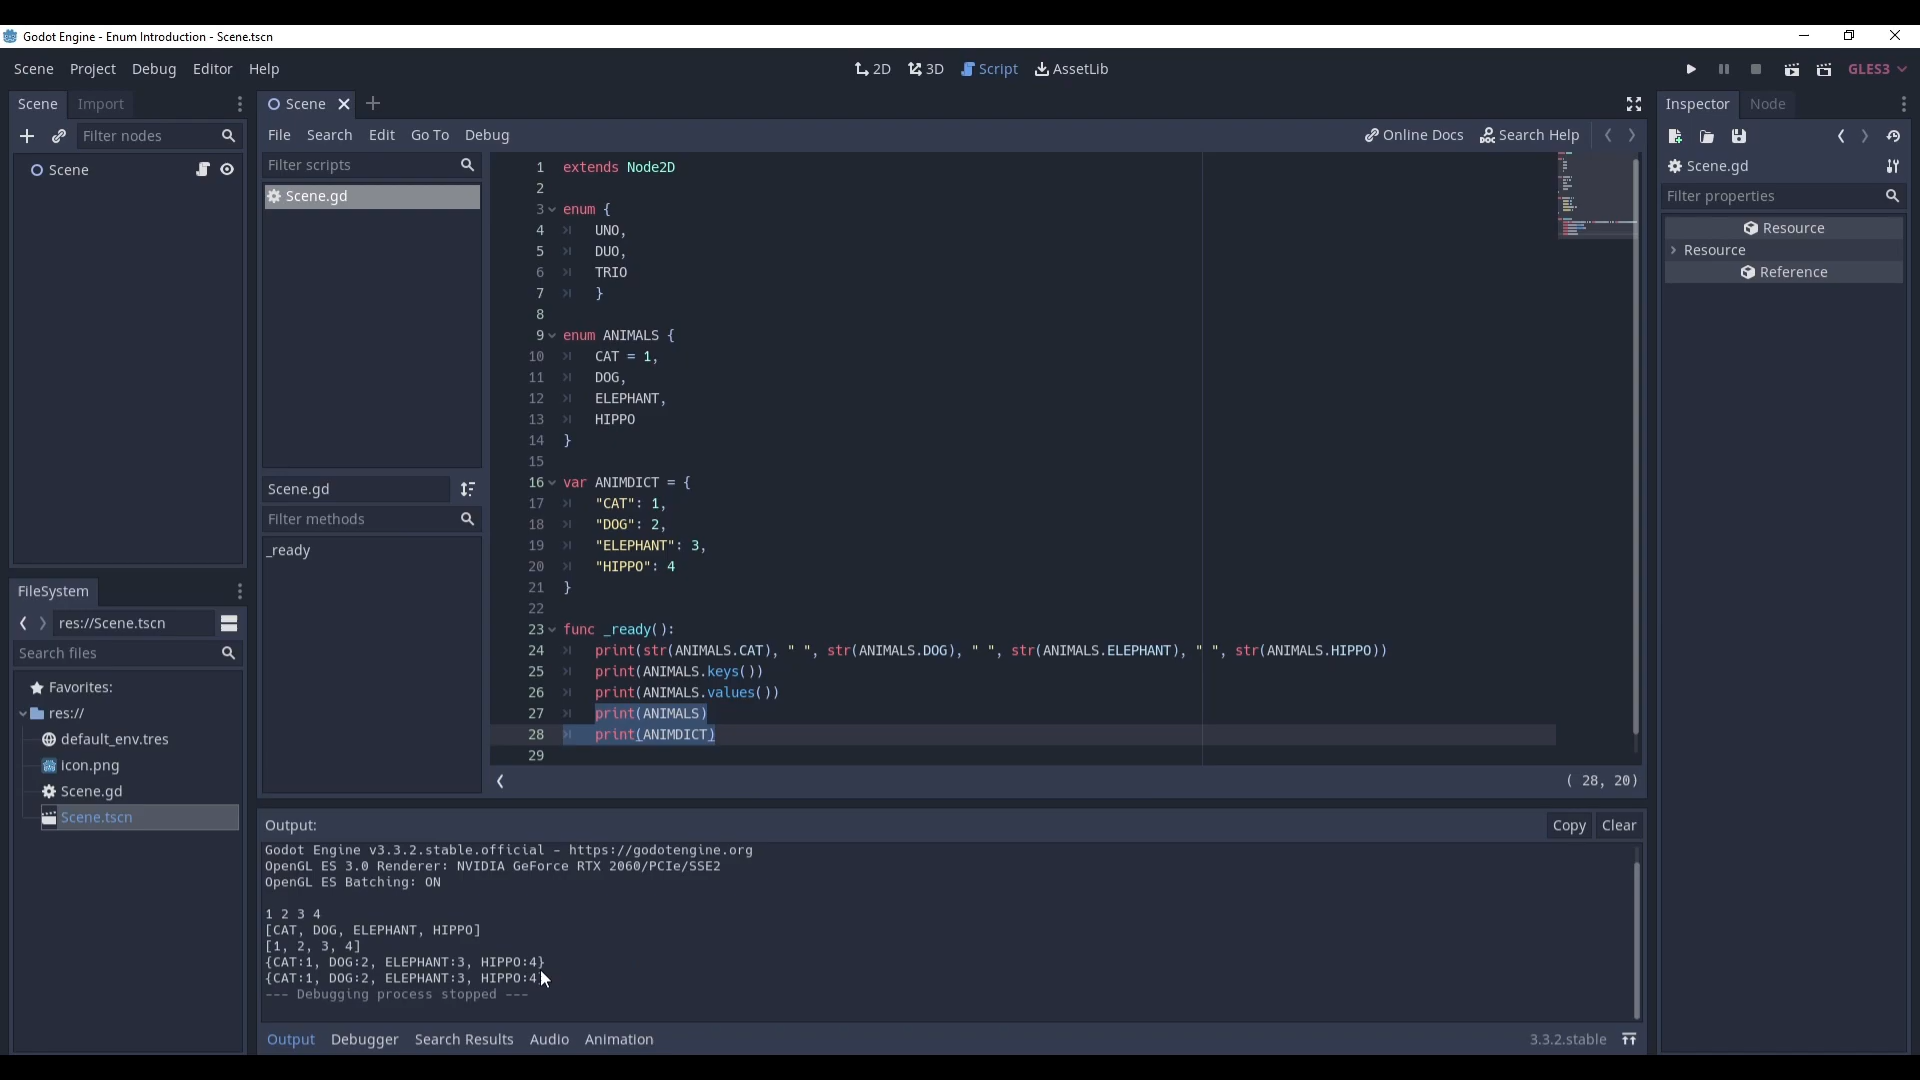 Godot Engine - Enum Introduction - Scene.tscn
Scene Project Debug Editor Help
2D 3D Script AssetLib
GLES3
Scene Import
Filter nodes
Scene
FileSystem
res://Scene.tscn
Search files
Favorites:
res://
default_env.tres
icon.png
Scene.gd
Scene.tscn
Scene
File Search Edit Go To Debug
Online Docs Search Help
Filter scripts
Scene.gd
Scene.gd
Filter methods
_ready
1 extends Node2D
2
3 enum {
4 UNO,
5 DUO,
6 TRIO
7 }
8
9 enum ANIMALS {
10 CAT = 1,
11 DOG,
12 ELEPHANT,
13 HIPPO
14 }
15
16 var ANIMDICT = {
17 "CAT": 1,
18 "DOG": 2,
19 "ELEPHANT": 3,
20 "HIPPO": 4
21 }
22
23 func _ready():
24 print(str(ANIMALS.CAT), " ", str(ANIMALS.DOG), " ", str(ANIMALS.ELEPHANT), " ", str(ANIMALS.HIPPO))
25 print(ANIMALS.keys())
26 print(ANIMALS.values())
27 print(ANIMALS)
28 print(ANIMDICT)
29
( 28, 20)
Output:
Copy Clear
Godot Engine v3.3.2.stable.official - https://godotengine.org
OpenGL ES 3.0 Renderer: NVIDIA GeForce RTX 2060/PCIe/SSE2
OpenGL ES Batching: ON
1 2 3 4
[CAT, DOG, ELEPHANT, HIPPO]
[1, 2, 3, 4]
{CAT:1, DOG:2, ELEPHANT:3, HIPPO:4}
{CAT:1, DOG:2, ELEPHANT:3, HIPPO:4
--- Debugging process stopped ---
Output Debugger Search Results Audio Animation
3.3.2.stable
Inspector Node
Scene.gd
Filter properties
Resource
Resource
Reference